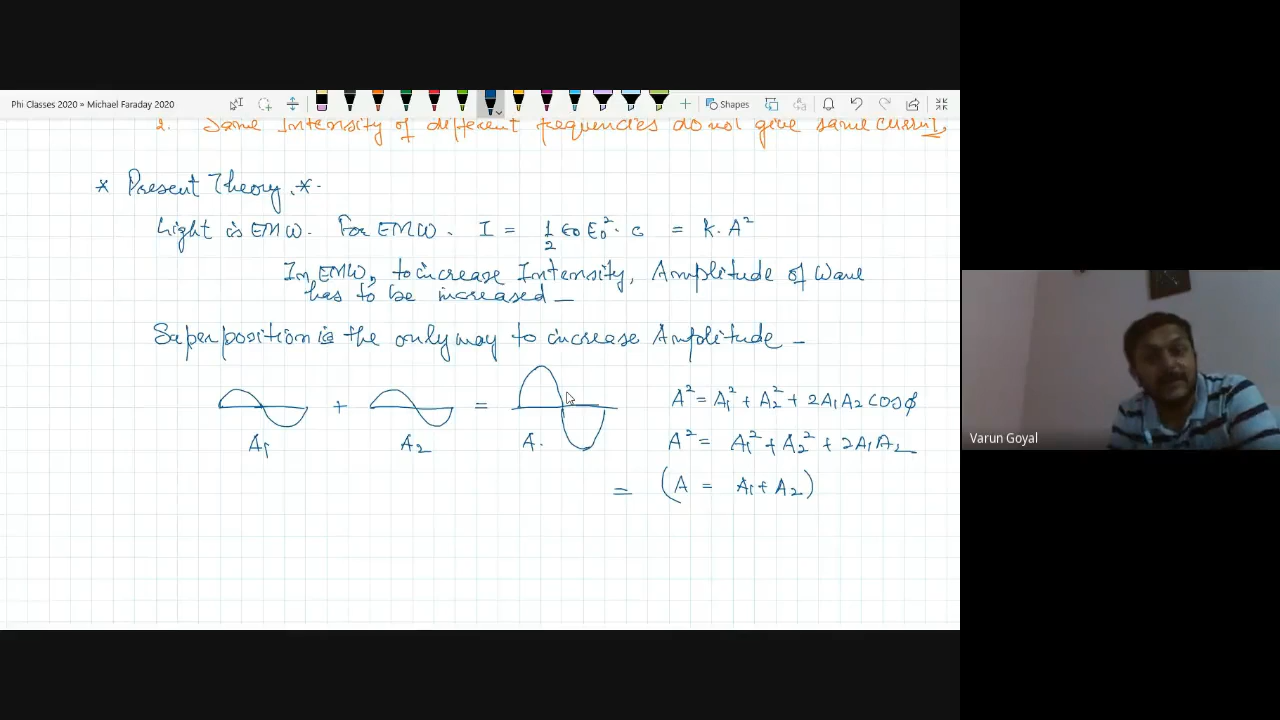 Phi Classes 2020 » Michael Faraday 2020
Shapes
2. Same Intensity of different frequencies do not give same current.
* Present Theory.*.
Light is EMW. For EMW. I = 1/2 ε0 E0². c = k. A²
In EMW, to increase Intensity, Amplitude of Wave
has to be increased_
Superposition is the only way to increase Amplitude_
+ =
A1 A2 A.
A² = A1² + A2² + 2A1A2 cosϕ
A² = A1² + A2² + 2A1A2
= (A = A1 + A2)
Varun Goyal